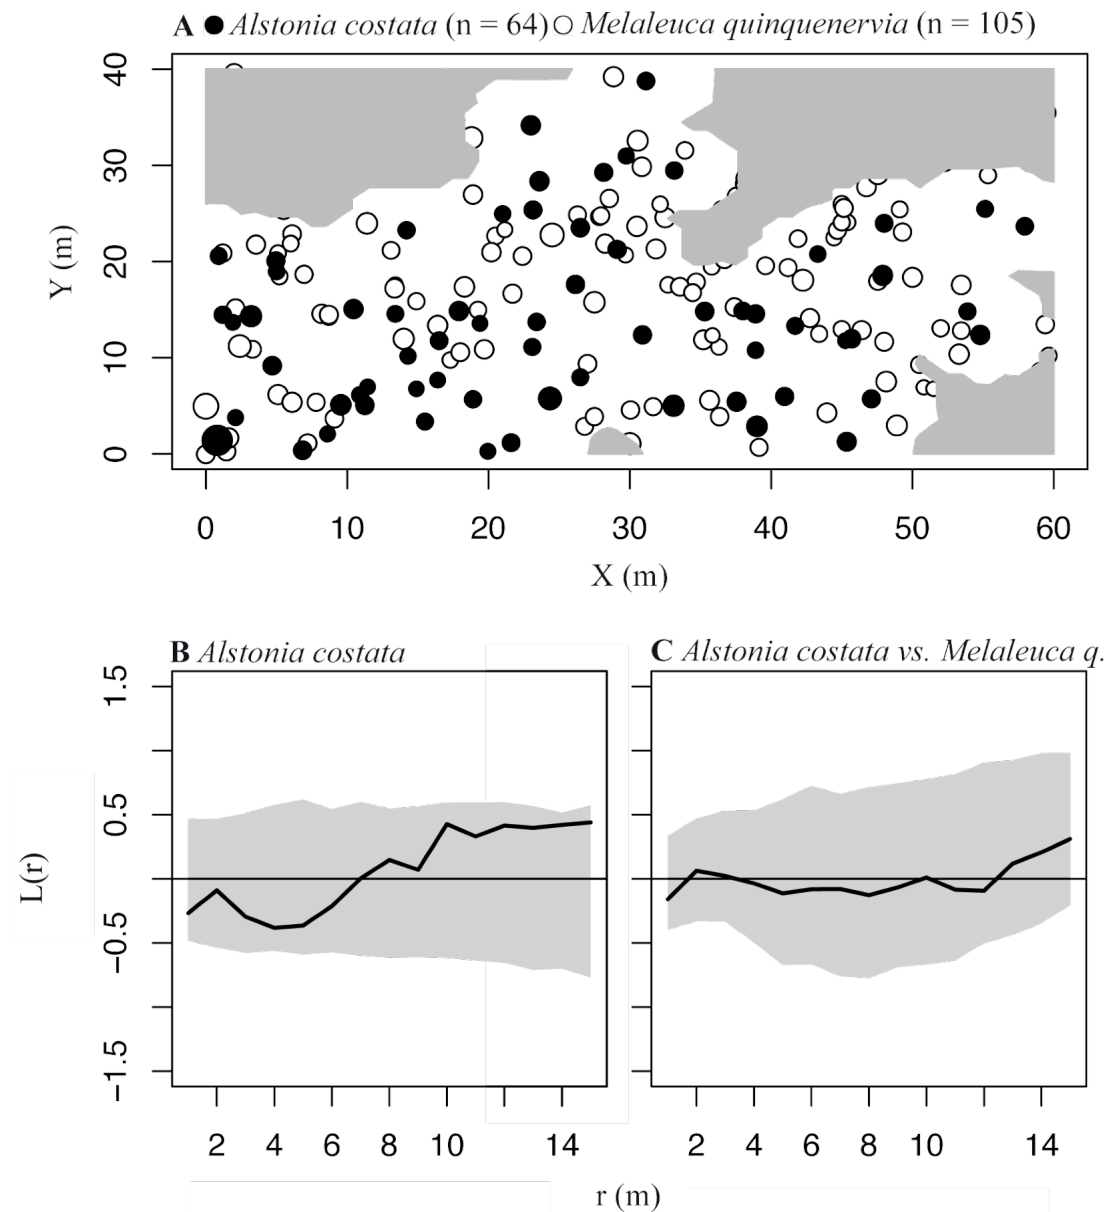 A Alstonia costata (n = 64) Melaleuca quinquenervia (n = 105)
40
30
20
10
0
Y (m)
0 10 20 30 40 50 60
X (m)
B Alstonia costata
C Alstonia costata vs. Melaleuca q.
1.5
0.5
−0.5
−1.5
L(r)
2 4 6 8 10 14
2 4 6 8 10 14
r (m)